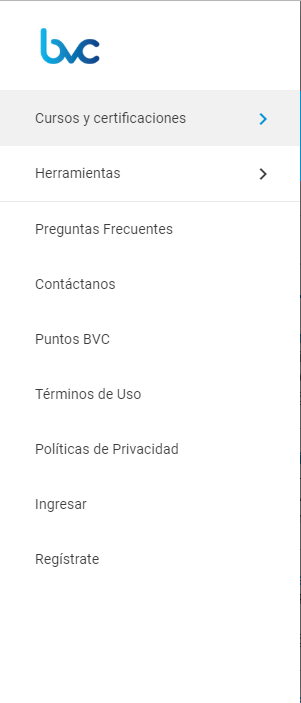 bvc
Cursos y certificaciones
Herramientas
Preguntas Frecuentes
Contáctanos
Puntos BVC
Términos de Uso
Políticas de Privacidad
Ingresar
Regístrate